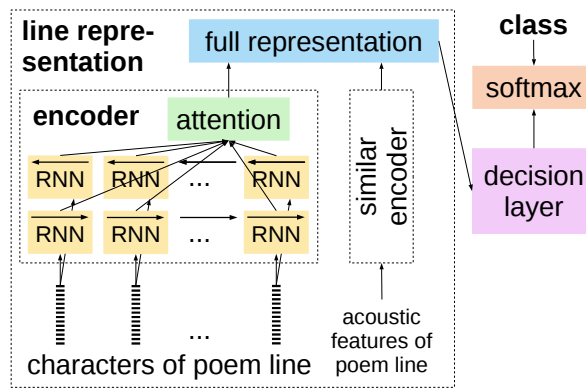 line repre-
sentation
full representation
class
softmax
encoder
attention
RNN RNN ... RNN
RNN RNN ... RNN
similar
encoder
decision
layer
...
characters of poem line
acoustic
features of
poem line